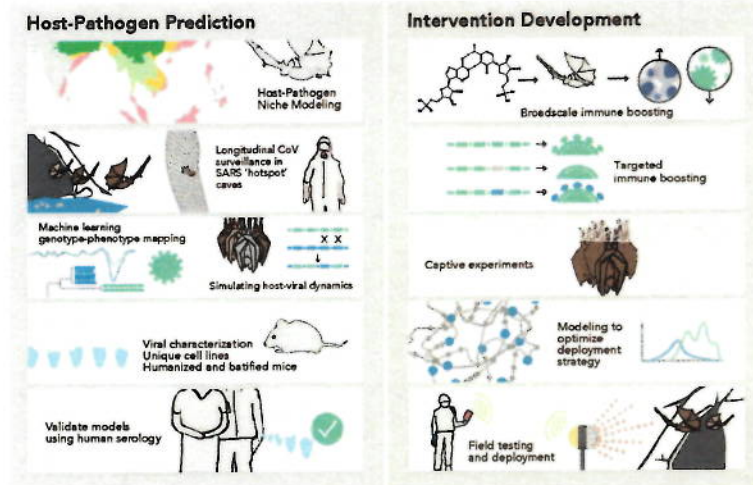 Host-Pathogen Prediction
Host-Pathogen
Niche Modeling
Longitudinal CoV
surveillance in
SARS 'hotspot'
caves
Machine learning
genotype-phenotype mapping
X X
Simulating host-viral dynamics
Viral characterization
Unique cell lines
Humanized and batified mice
Validate models
using human serology
Intervention Development
Broadscale immune boosting
Targeted
immune boosting
Captive experiments
Modeling to
optimize
deployment
strategy
Field testing
and deployment